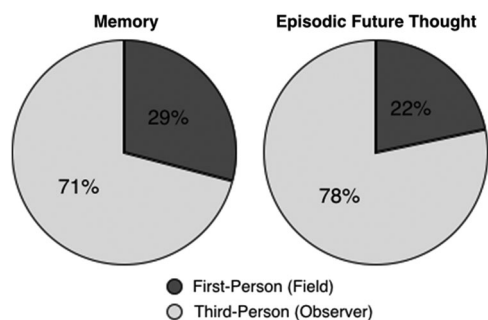 Memory
Episodic Future Thought
29%
71%
22%
78%
First-Person (Field)
Third-Person (Observer)